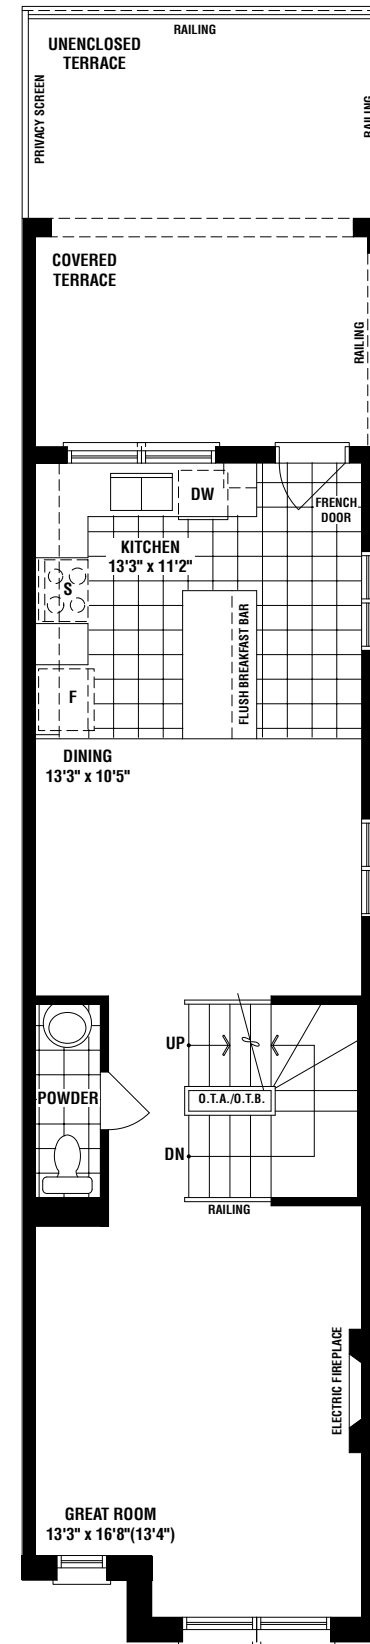 RAILING
UNENCLOSED
TERRACE
PRIVACY SCREEN
RAILING
COVERED
TERRACE
RAILING
DW
FRENCH
DOOR
KITCHEN
13'3" x 11'2"
S
FLUSH BREAKFAST BAR
F
DINING
13'3" x 10'5"
UP
POWDER
O.T.A./O.T.B.
DN
RAILING
ELECTRIC FIREPLACE
GREAT ROOM
13'3" x 16'8"(13'4")